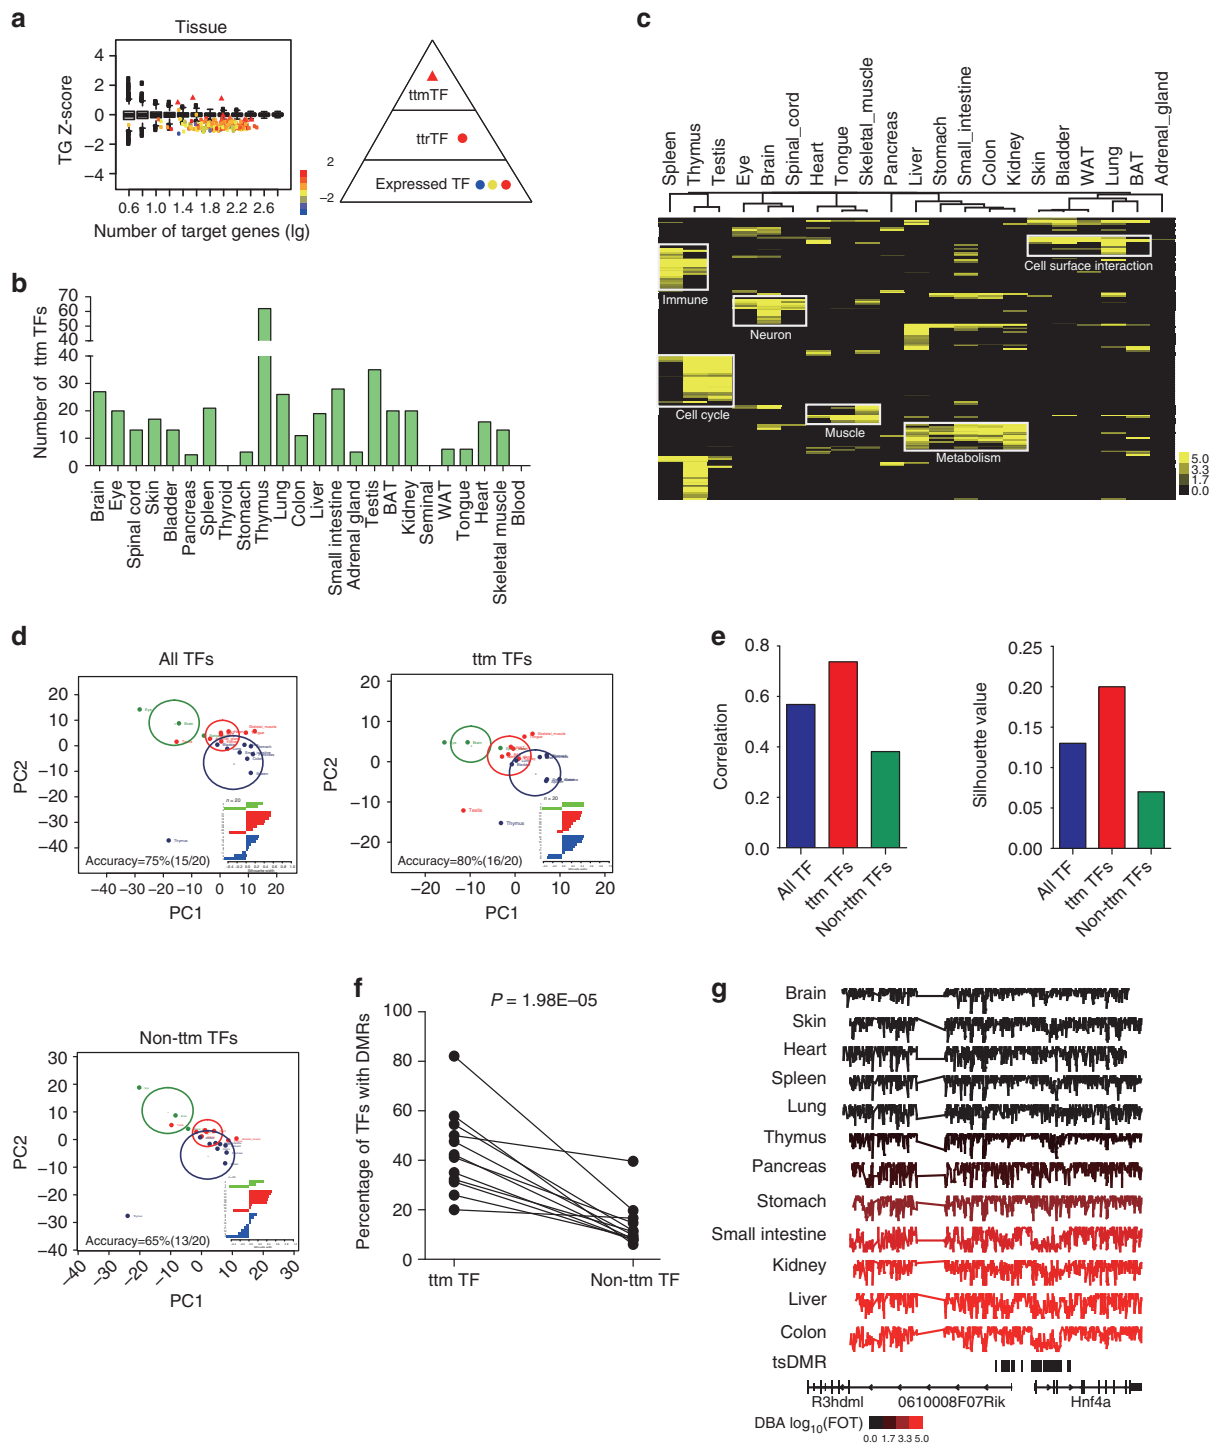 a
Tissue
TG Z-score
4
2
0
−2
−4
0.6 1.0 1.4 1.8 2.2 2.6
Number of target genes (lg)
2
−2
ttmTF
ttrTF
Expressed TF
b
Number of ttm TFs
70
60
50
40
40
30
20
10
0
Brain
Eye
Spinal cord
Skin
Bladder
Pancreas
Spleen
Thyroid
Stomach
Thymus
Lung
Colon
Liver
Small intestine
Adrenal gland
Testis
BAT
Kidney
Seminal
WAT
Tongue
Heart
Skeletal muscle
Blood
c
Spleen
Thymus
Testis
Eye
Brain
Spinal_cord
Heart
Tongue
Skeletal_muscle
Pancreas
Liver
Stomach
Small_intestine
Colon
Kidney
Skin
Bladder
WAT
Lung
BAT
Adrenal_gland
Cell surface interaction
Immune
Neuron
Cell cycle
Muscle
Metabolism
5.0
3.3
1.7
0.0
d
All TFs
PC2
20
10
0
−10
−20
−30
−40
Thymus
n = 20
Accuracy=75%(15/20)
−40 −30 −20 −10 0 10 20
PC1
ttm TFs
PC2
20
10
0
−10
−20
Testis
Thymus
n = 20
Accuracy=80%(16/20)
−20 −10 0 10 20
PC1
Non-ttm TFs
PC2
30
20
10
0
−10
−20
−30
−40
Accuracy=65%(13/20)
−40 −30 −20 −10 0 10 20 30
PC1
e
Correlation
0.8
0.6
0.4
0.2
0.0
All TF
ttm TFs
Non-ttm TFs
Silhouette value
0.25
0.20
0.15
0.10
0.05
0.00
All TF
ttm TFs
Non-ttm TFs
f
P = 1.98E−05
Percentage of TFs with DMRs
100
80
60
40
20
0
ttm TF
Non-ttm TF
g
Brain
Skin
Heart
Spleen
Lung
Thymus
Pancreas
Stomach
Small intestine
Kidney
Liver
Colon
tsDMR
R3hdml 0610008F07Rik Hnf4a
DBA log10(FOT)
0.0 1.7 3.3 5.0